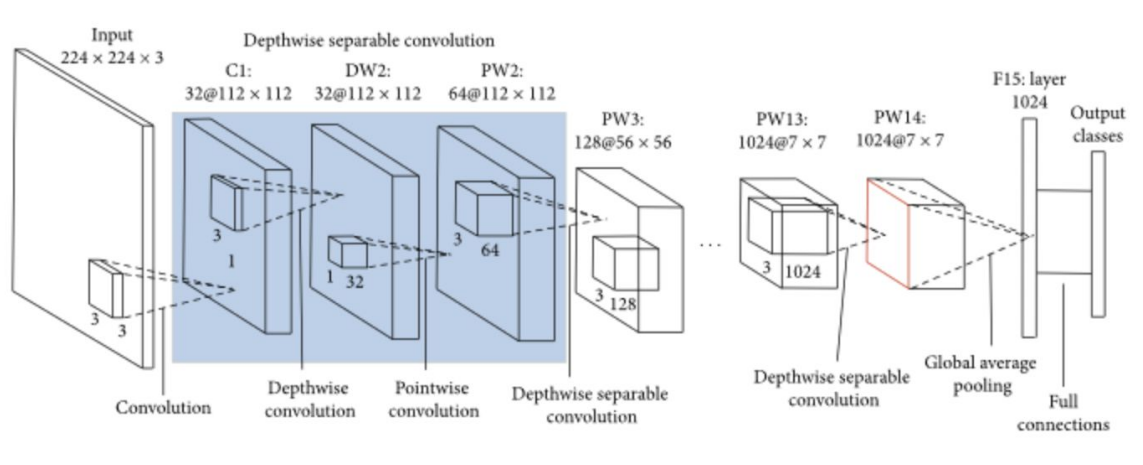 Input
224 × 224 × 3
Depthwise separable convolution
C1:
32@112 × 112
DW2:
32@112 × 112
PW2:
64@112 × 112
PW3:
128@56 × 56
PW13:
1024@7 × 7
PW14:
1024@7 × 7
F15: layer
1024
Output
classes
3
3
3
1
1
32
3
64
3
128
...
3
1024
Convolution
Depthwise
convolution
Pointwise
convolution
Depthwise separable
convolution
Depthwise separable
convolution
Global average
pooling
Full
connections